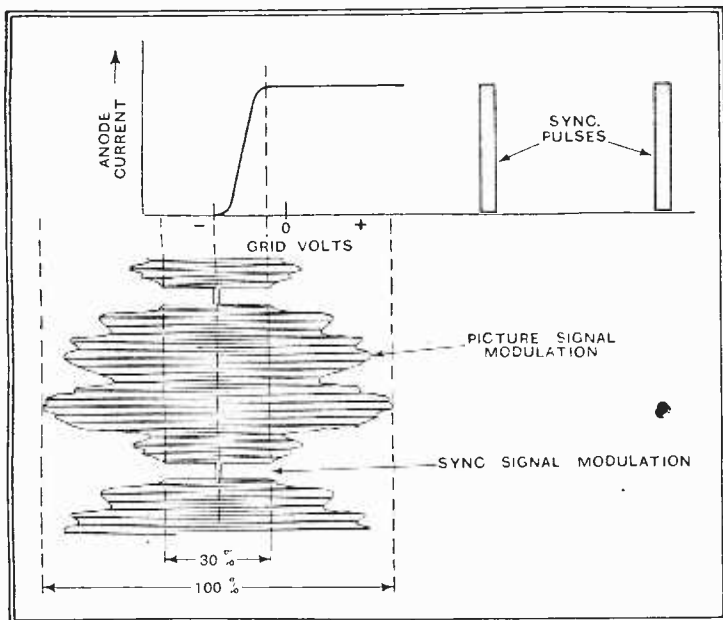 ANODE
CURRENT
SYNC.
PULSES
- 0 +
GRID VOLTS
PICTURE SIGNAL
MODULATION
SYNC SIGNAL MODULATION
30 %
100 %